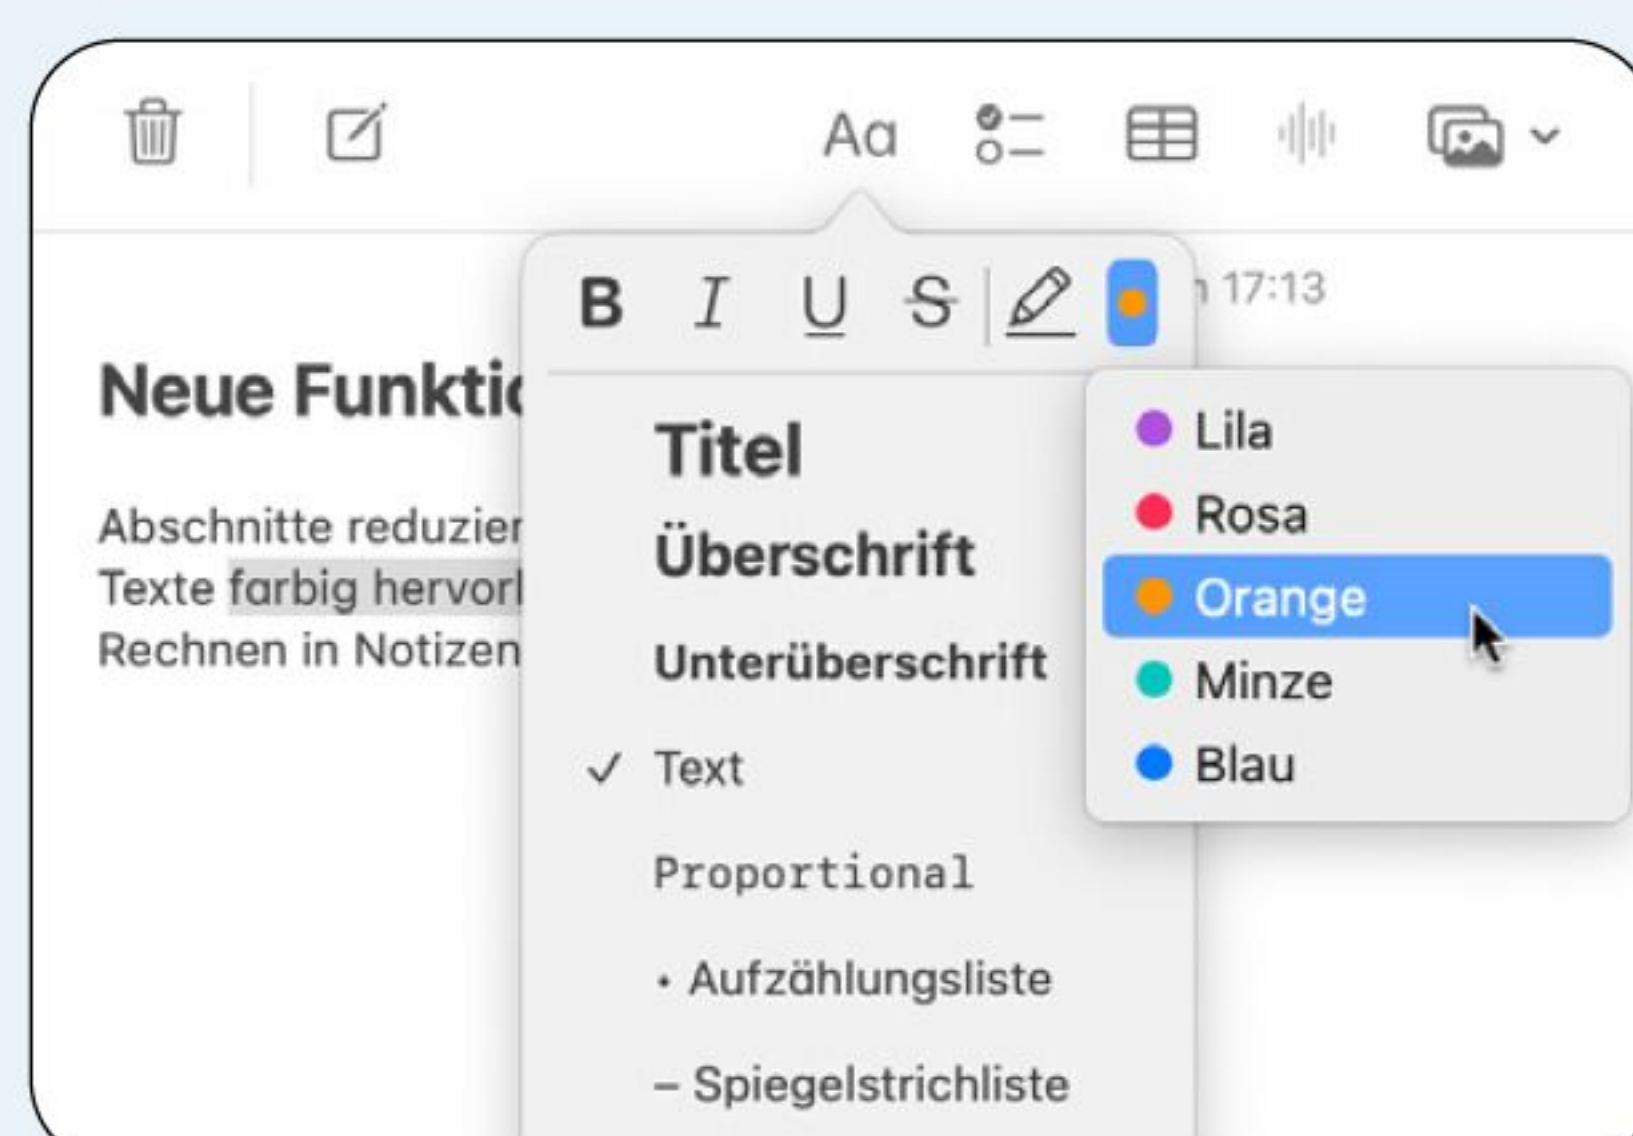 Aa
B I U S
17:13
Neue Funktio
Abschnitte reduzier
Texte farbig hervor
Rechnen in Notizen
Titel
Überschrift
Unterüberschrift
✓ Text
Proportional
• Aufzählungsliste
– Spiegelstrichliste
Lila
Rosa
Orange
Minze
Blau